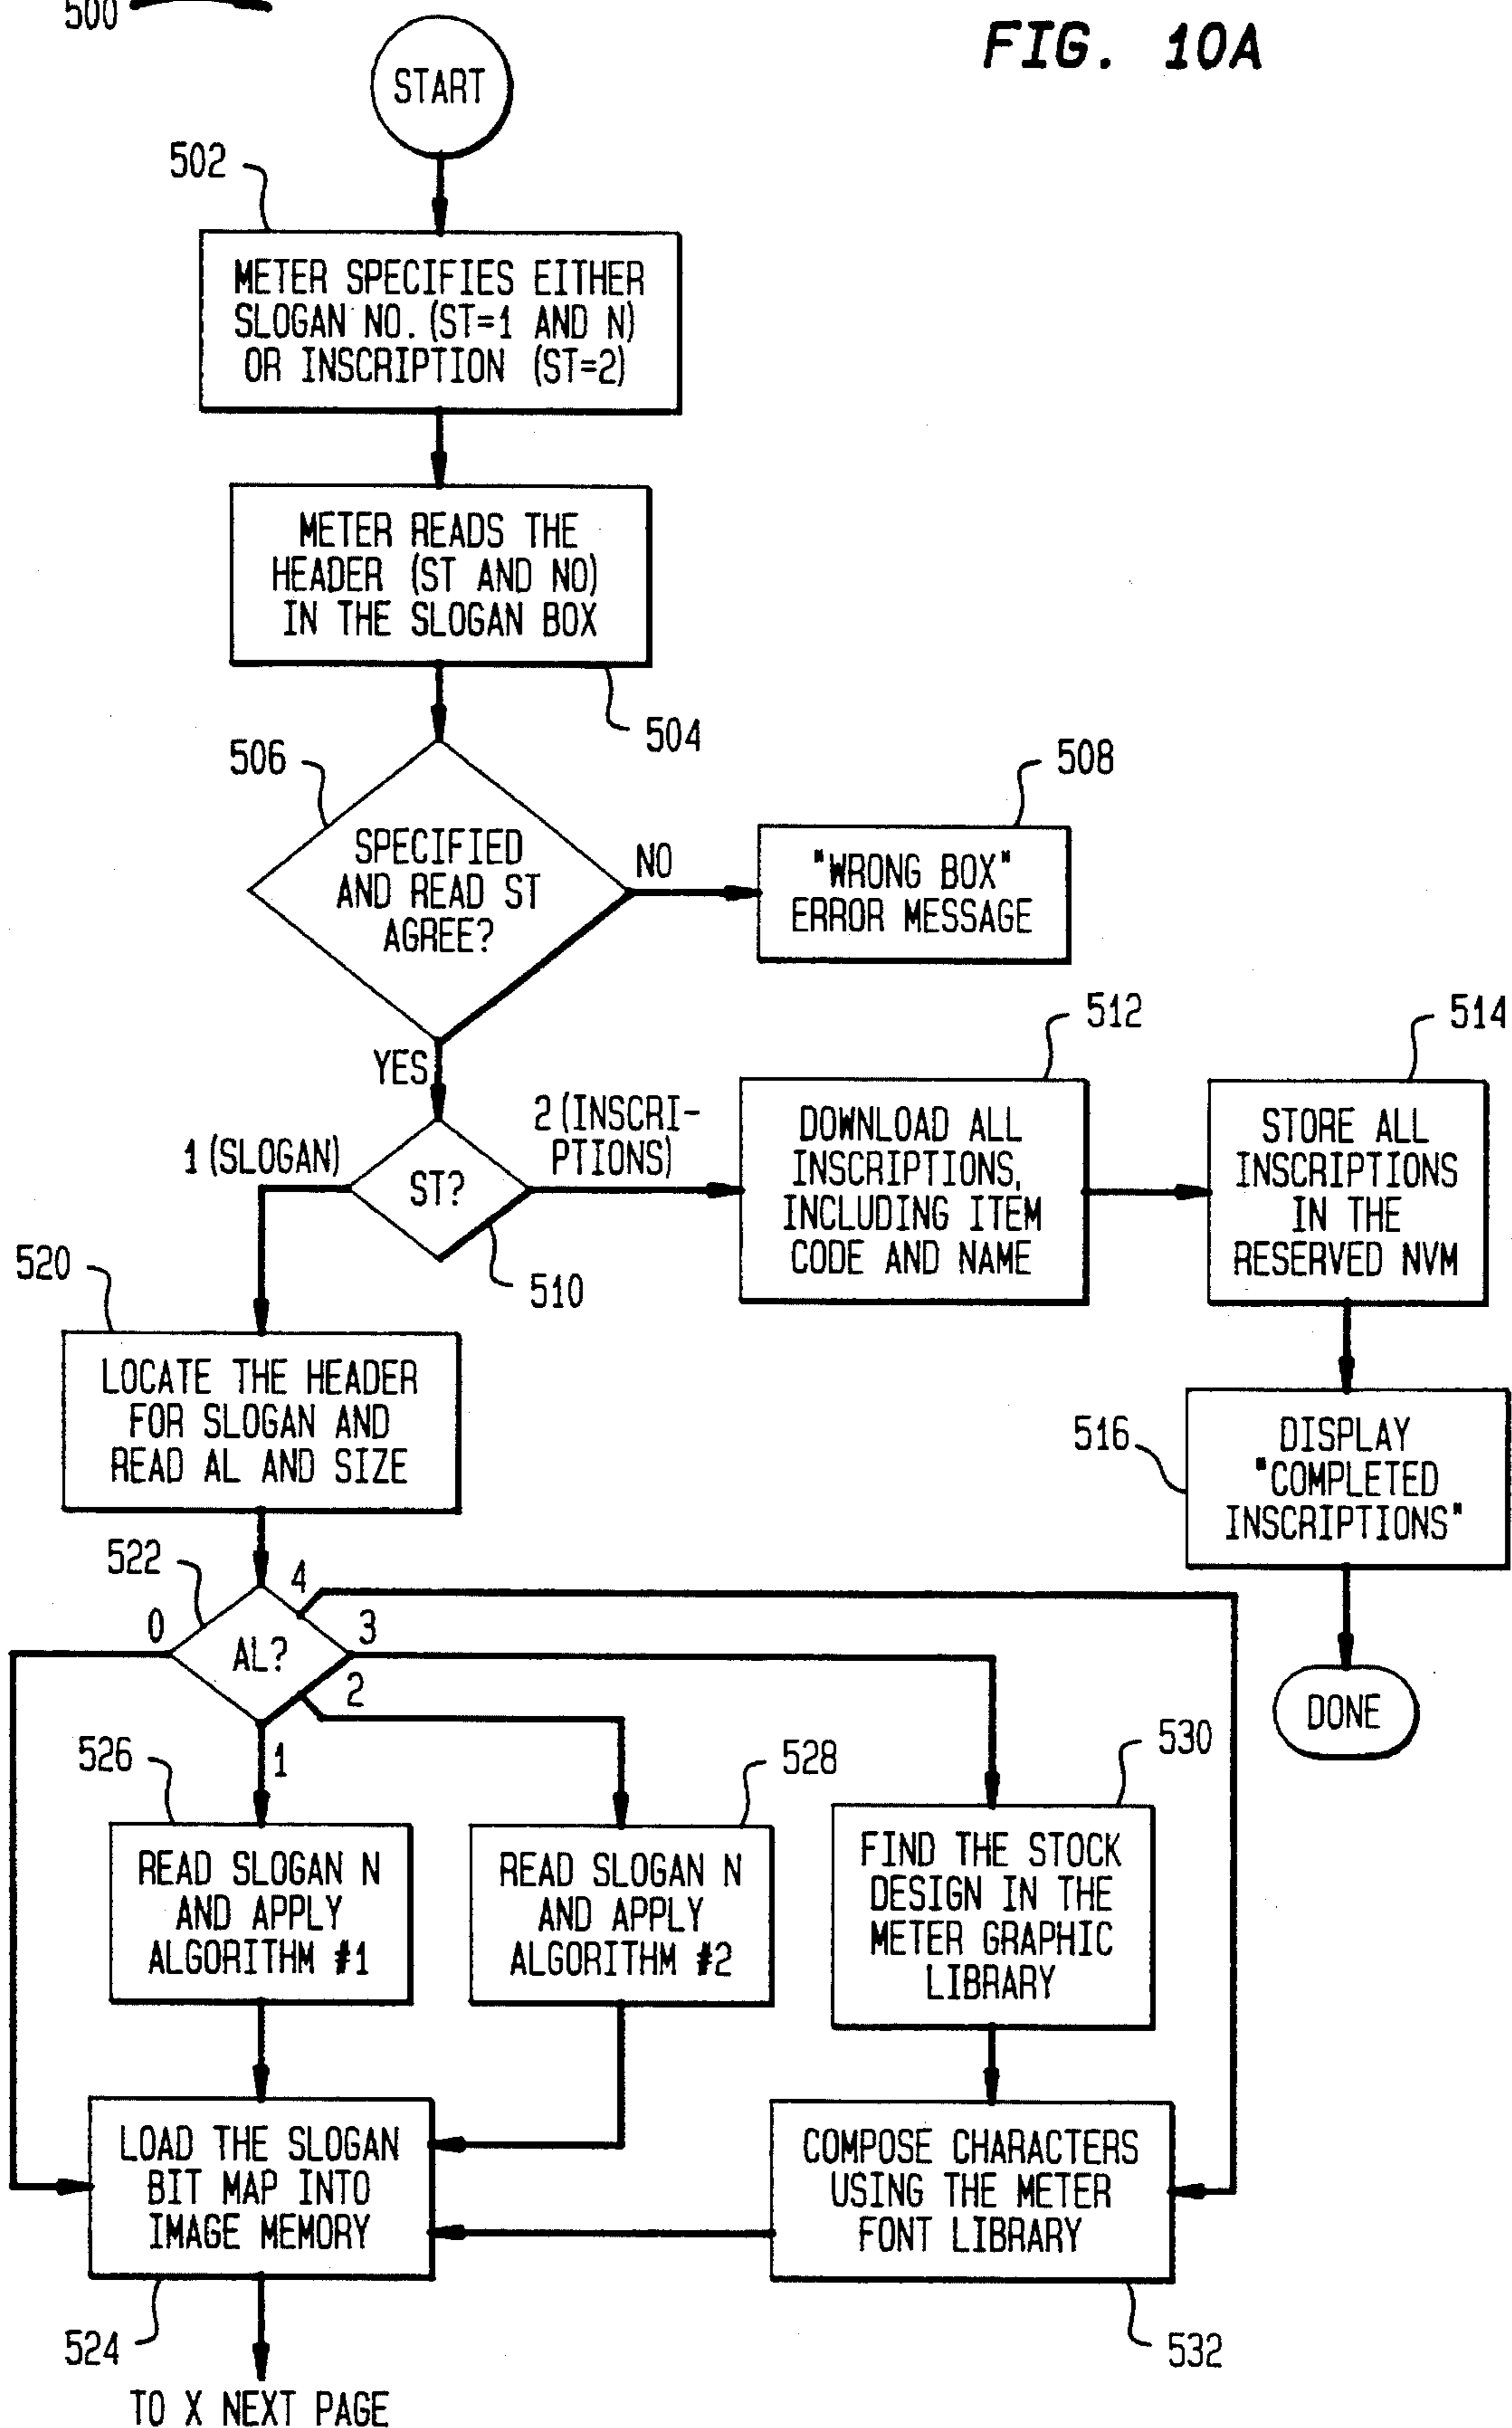 500
FIG. 10A
START
502
METER SPECIFIES EITHER
SLOGAN NO. (ST=1 AND N)
OR INSCRIPTION (ST=2)
METER READS THE
HEADER (ST AND NO)
IN THE SLOGAN BOX
504
506
SPECIFIED
AND READ ST
AGREE?
NO
508
"WRONG BOX"
ERROR MESSAGE
YES
1 (SLOGAN)
ST?
510
2 (INSCRI-
PTIONS)
512
DOWNLOAD ALL
INSCRIPTIONS,
INCLUDING ITEM
CODE AND NAME
514
STORE ALL
INSCRIPTIONS
IN THE
RESERVED NVM
516
DISPLAY
"COMPLETED
INSCRIPTIONS"
DONE
520
LOCATE THE HEADER
FOR SLOGAN AND
READ AL AND SIZE
522
AL?
0
4
3
2
1
526
READ SLOGAN N
AND APPLY
ALGORITHM #1
528
READ SLOGAN N
AND APPLY
ALGORITHM #2
530
FIND THE STOCK
DESIGN IN THE
METER GRAPHIC
LIBRARY
LOAD THE SLOGAN
BIT MAP INTO
IMAGE MEMORY
524
COMPOSE CHARACTERS
USING THE METER
FONT LIBRARY
532
TO X NEXT PAGE